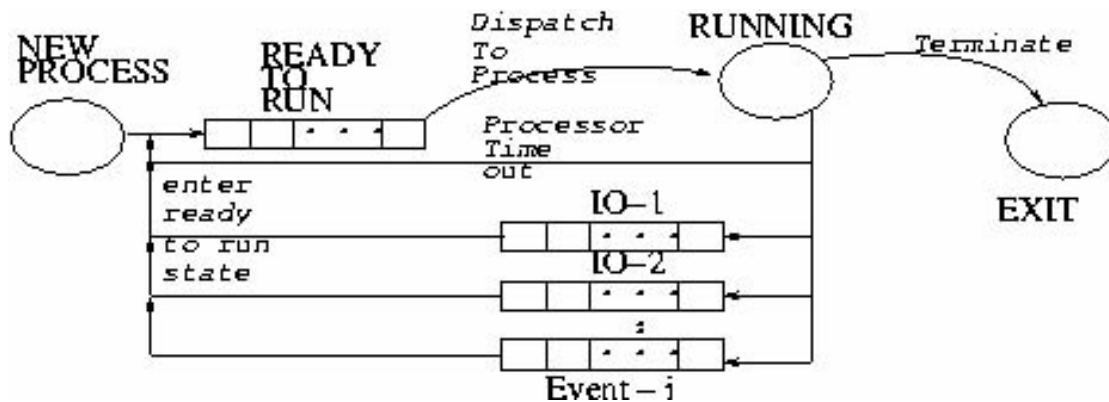 NEW
PROCESS
READY
TO
RUN
Dispatch
To
Process
RUNNING
Terminate
EXIT
Processor
Time
out
enter
ready
to run
state
IO-1
IO-2
Event-i